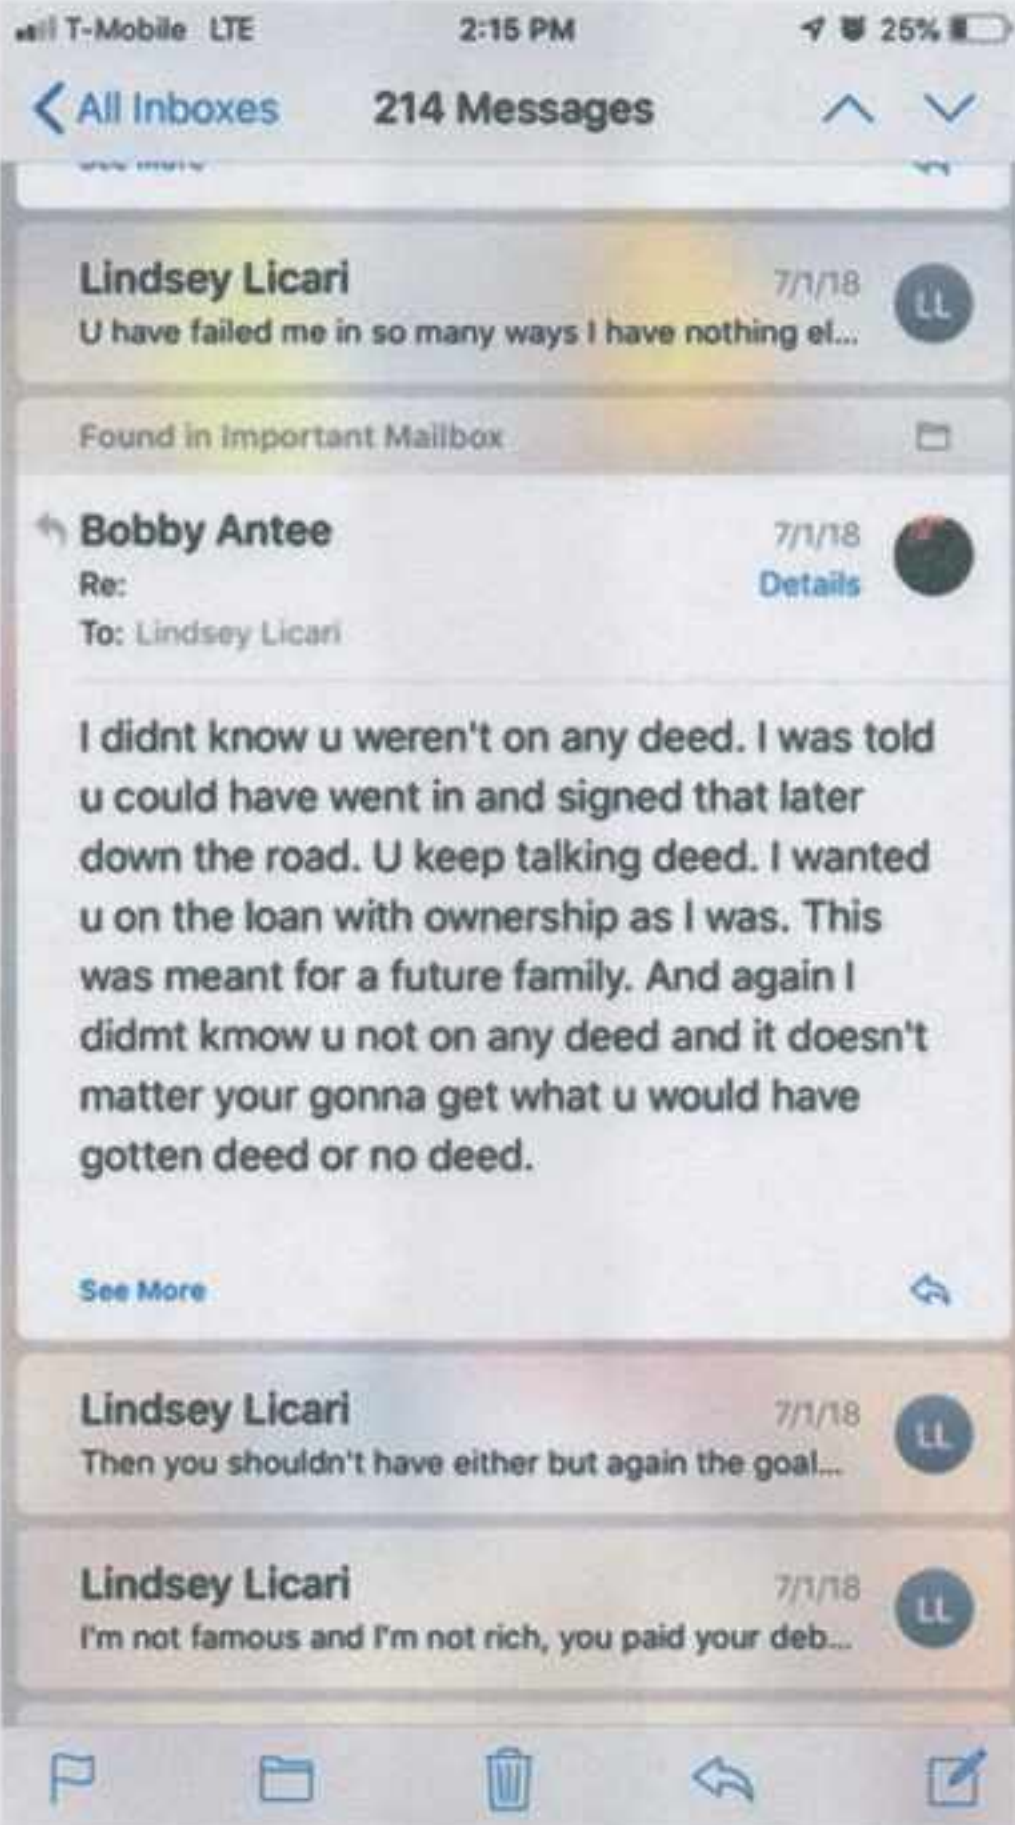 T-Mobile LTE 2:15 PM 25%
All Inboxes 214 Messages
See More
Lindsey Licari 7/1/18 LL
U have failed me in so many ways I have nothing el...
Found in Important Mailbox
Bobby Antee 7/1/18
Re: Details
To: Lindsey Licari
I didnt know u weren't on any deed. I was told
u could have went in and signed that later
down the road. U keep talking deed. I wanted
u on the loan with ownership as I was. This
was meant for a future family. And again I
didmt kmow u not on any deed and it doesn't
matter your gonna get what u would have
gotten deed or no deed.
See More
Lindsey Licari 7/1/18 LL
Then you shouldn't have either but again the goal...
Lindsey Licari 7/1/18 LL
I'm not famous and I'm not rich, you paid your deb...